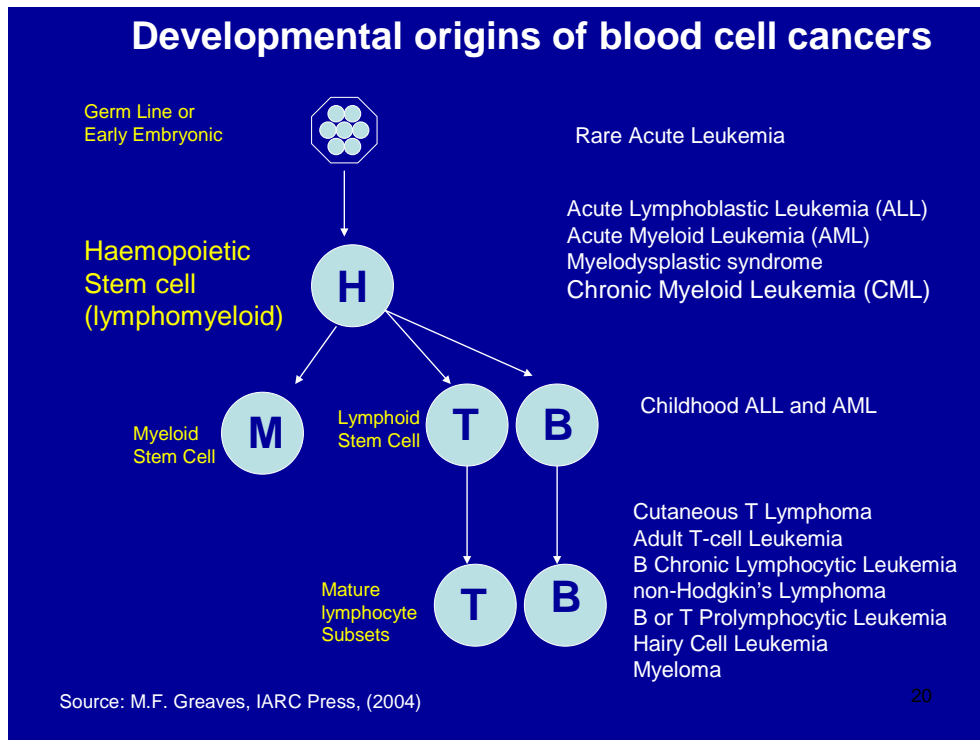 Developmental origins of blood cell cancers
Germ Line or
Early Embryonic
Rare Acute Leukemia
Haemopoietic
Stem cell
(lymphomyeloid)
H
Acute Lymphoblastic Leukemia (ALL)
Acute Myeloid Leukemia (AML)
Myelodysplastic syndrome
Chronic Myeloid Leukemia (CML)
Myeloid
Stem Cell
M
Lymphoid
Stem Cell
T
B
Childhood ALL and AML
Mature
lymphocyte
Subsets
T
B
Cutaneous T Lymphoma
Adult T-cell Leukemia
B Chronic Lymphocytic Leukemia
non-Hodgkin's Lymphoma
B or T Prolymphocytic Leukemia
Hairy Cell Leukemia
Myeloma
Source: M.F. Greaves, IARC Press, (2004)
20